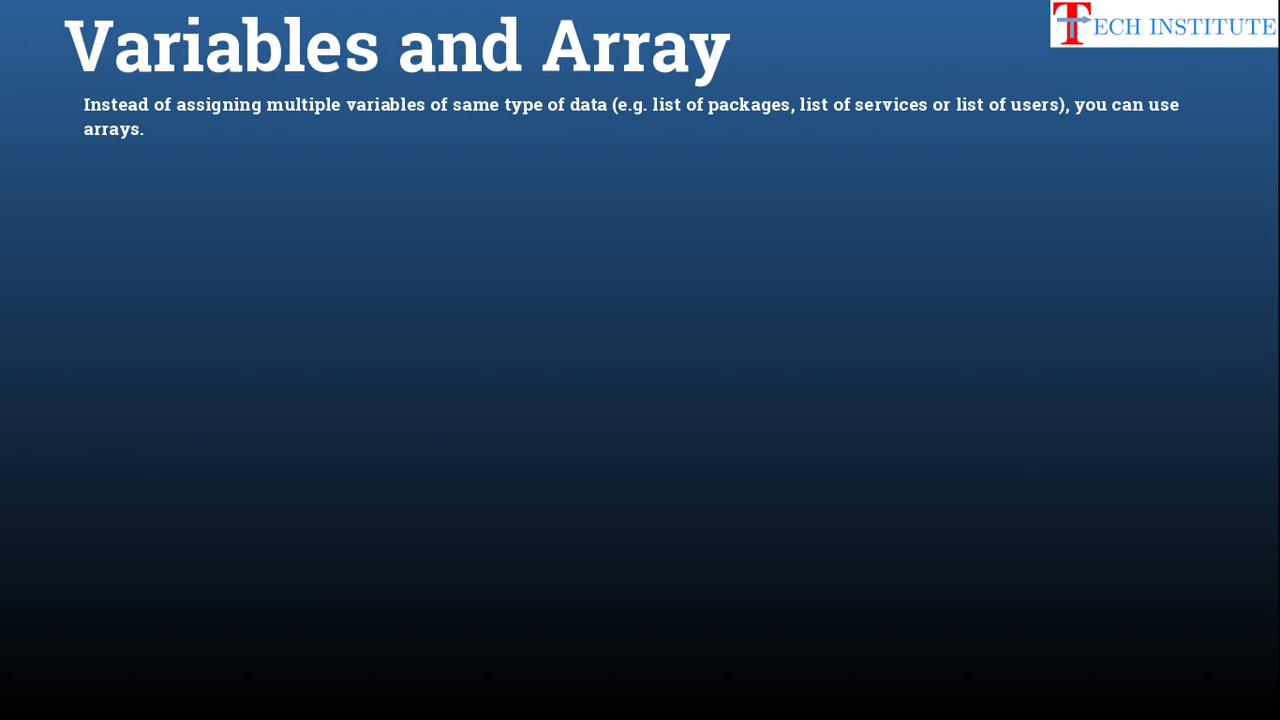 Variables and Array
TECH INSTITUTE
Instead of assigning multiple variables of same type of data (e.g. list of packages, list of services or list of users), you can use
arrays.